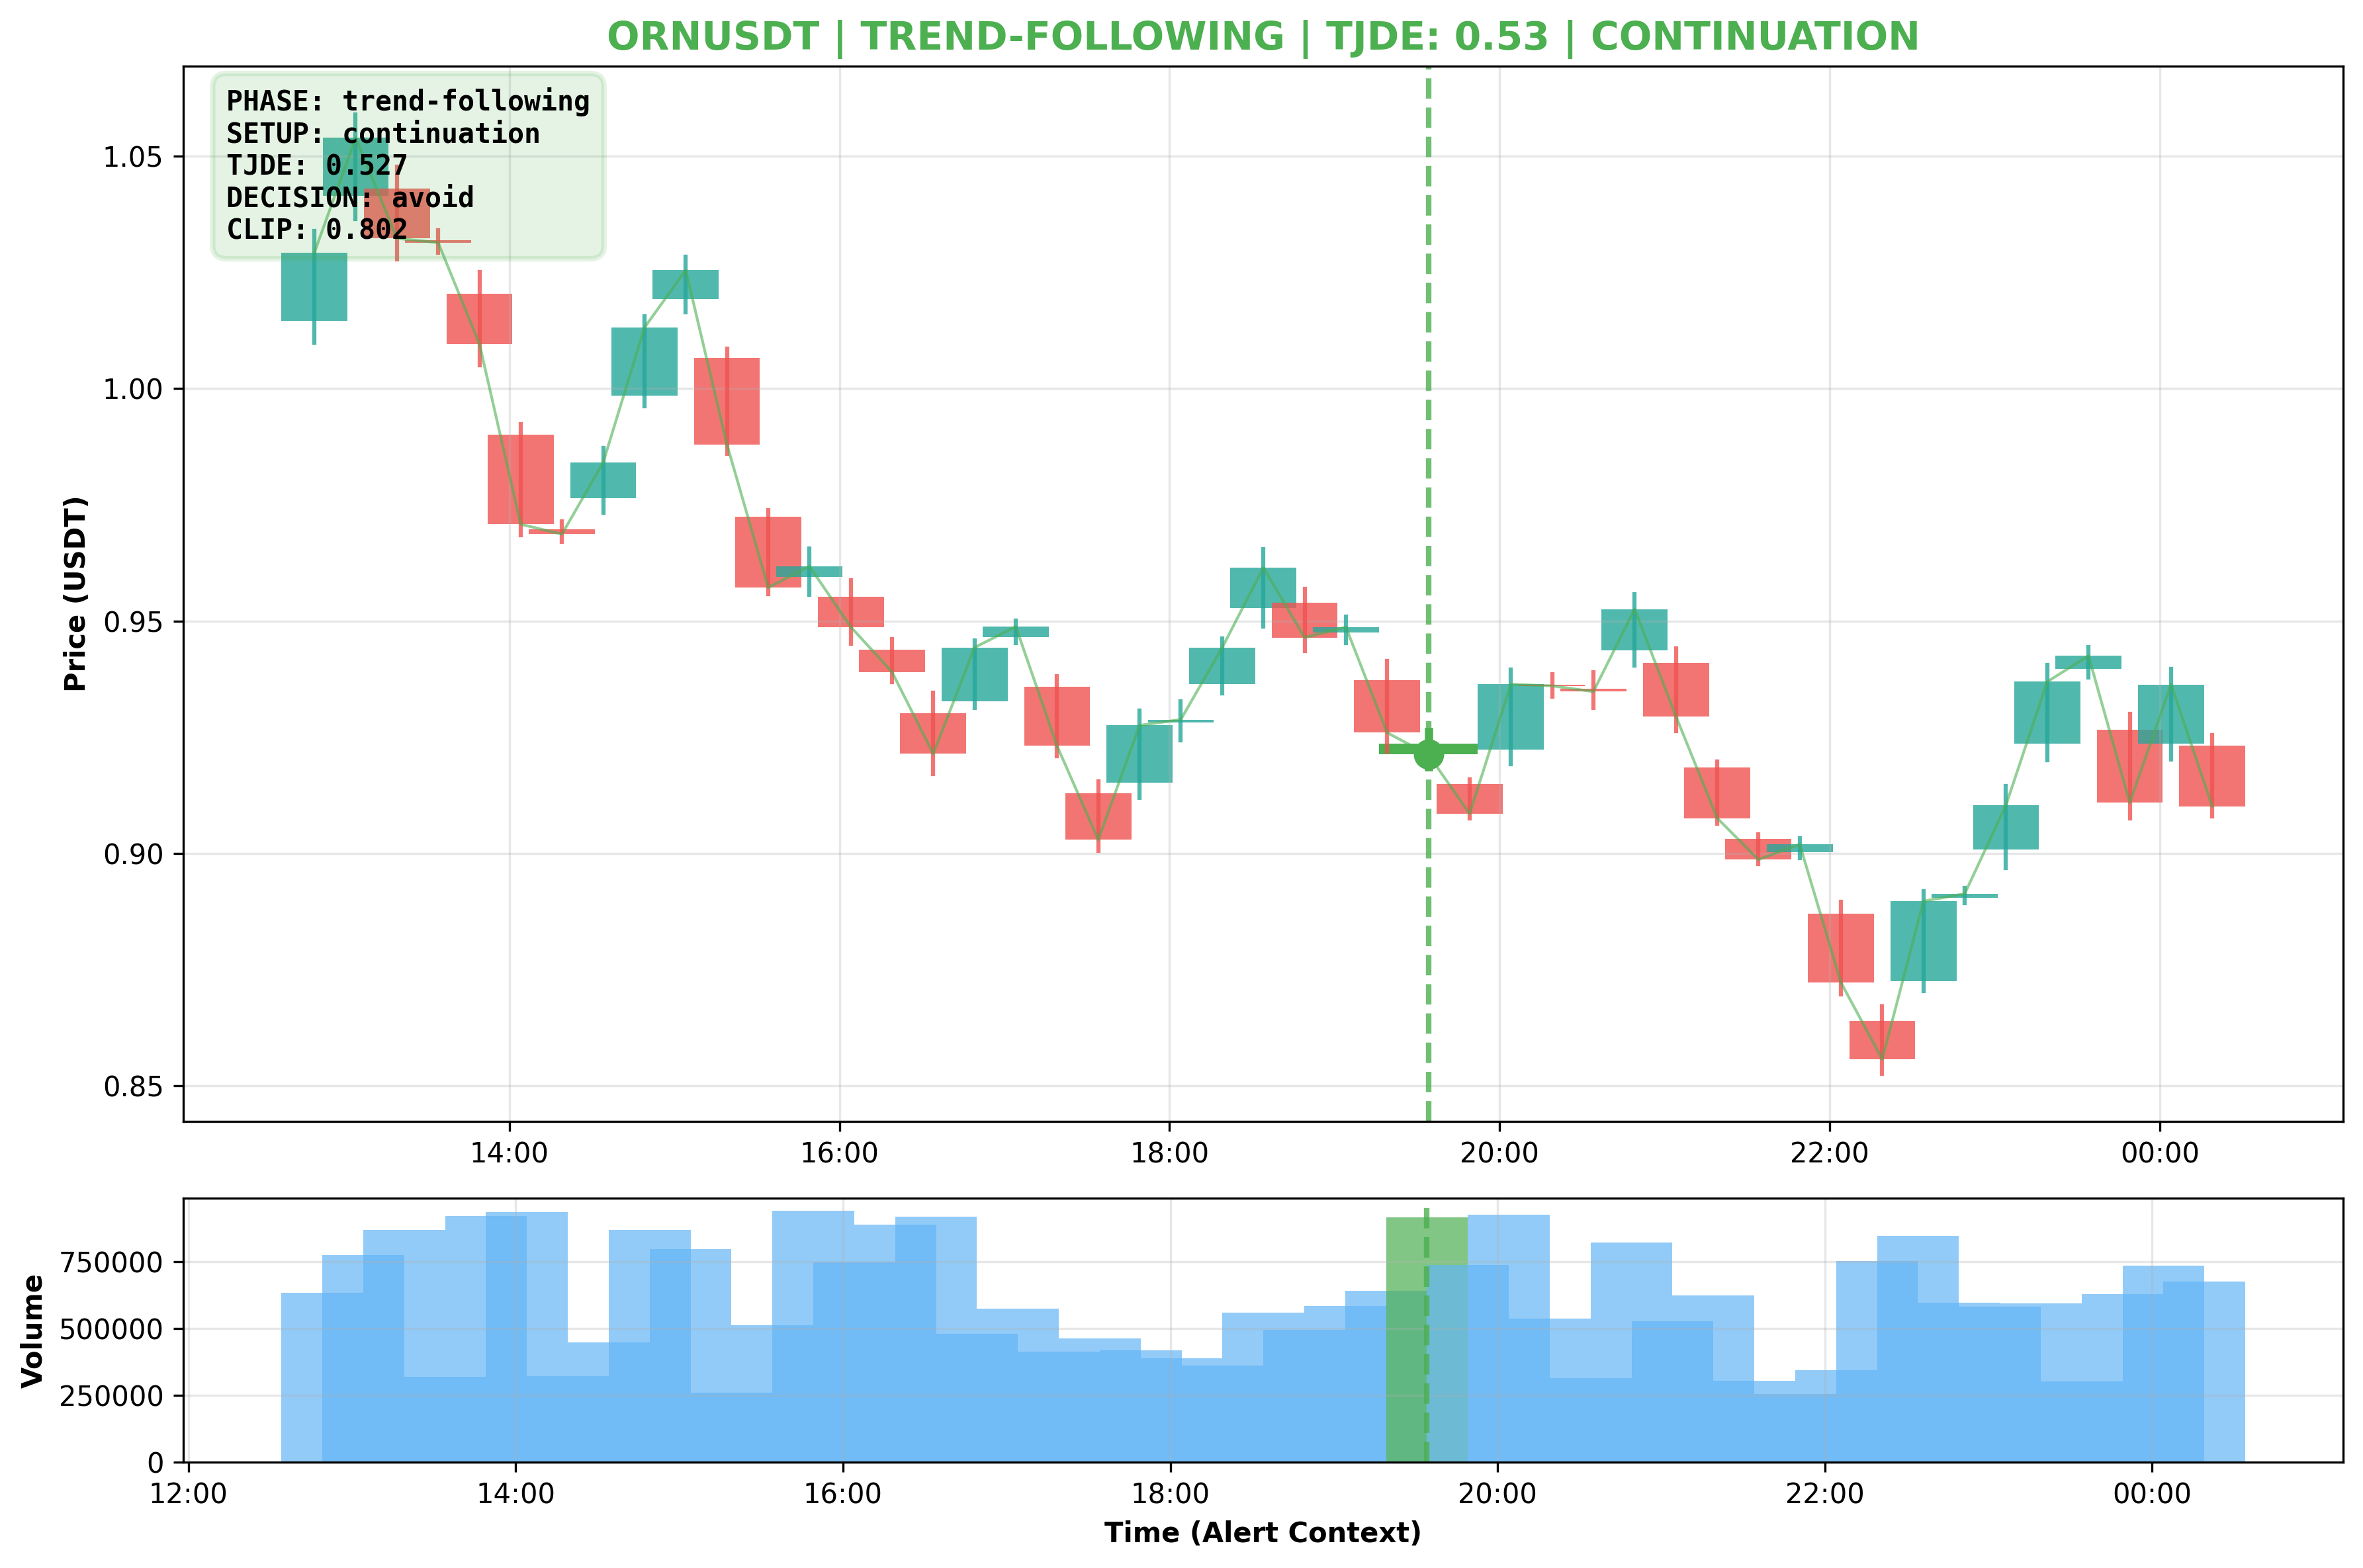 ORNUSDT | TREND-FOLLOWING | TJDE: 0.53 | CONTINUATION
PHASE: trend-following
SETUP: continuation
TJDE: 0.527
DECISION: avoid
CLIP: 0.802
Price (USDT)
1.05
1.00
0.95
0.90
0.85
14:00
16:00
18:00
20:00
22:00
00:00
Volume
750000
500000
250000
0
12:00
14:00
16:00
18:00
20:00
22:00
00:00
Time (Alert Context)